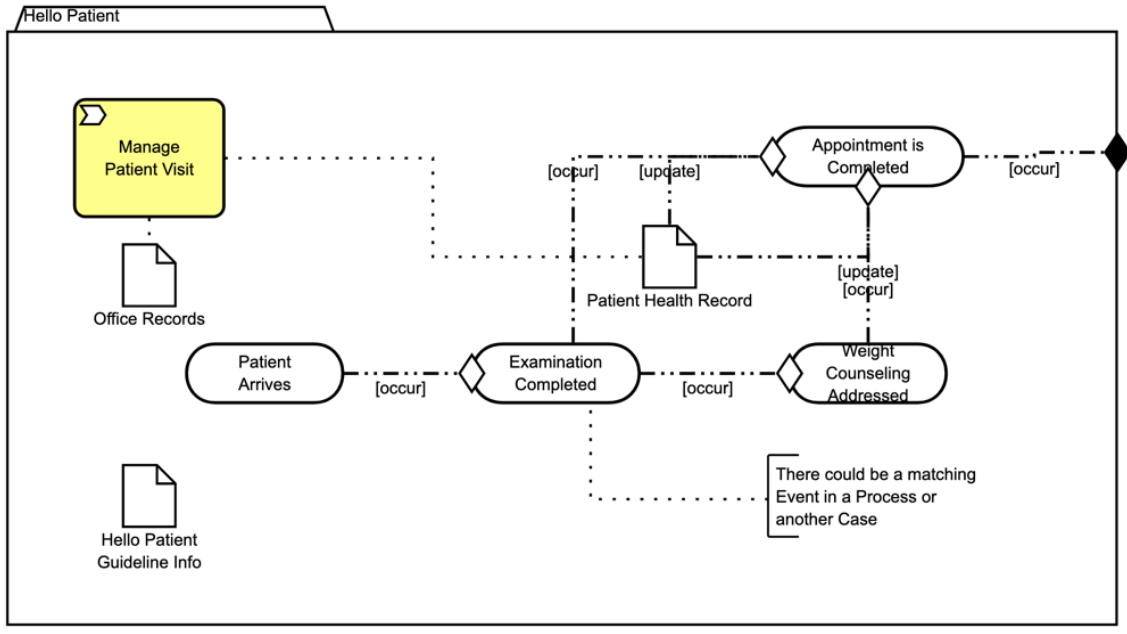 Hello Patient
Manage
Patient Visit
Appointment is
Completed
[occur]
[update]
[occur]
Office Records
Patient Health Record
[update]
[occur]
Patient
Arrives
[occur]
Examination
Completed
[occur]
Weight
Counseling
Addressed
There could be a matching
Event in a Process or
another Case
Hello Patient
Guideline Info